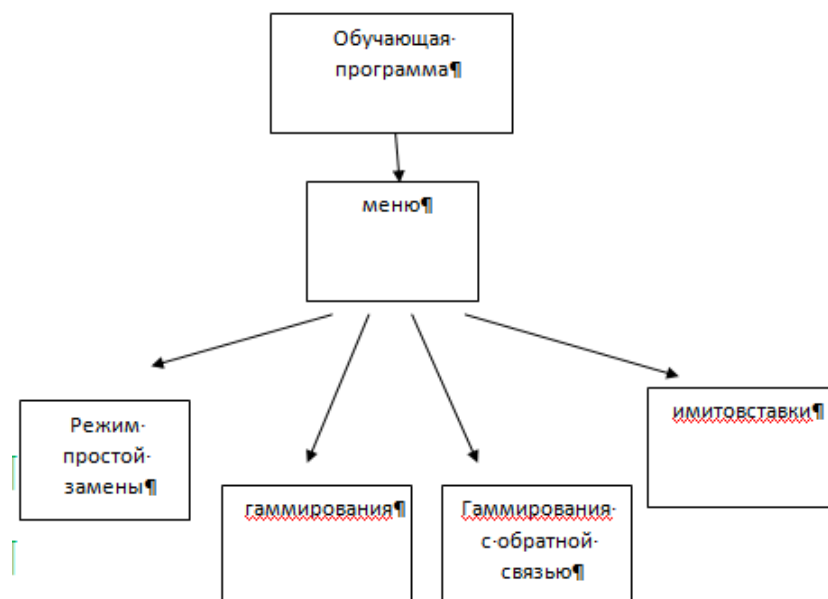 Обучающая·
программа¶
меню¶
Режим·
простой·
замены¶
гаммирования¶
Гаммирования·
с·обратной·
связью¶
имитовставки¶